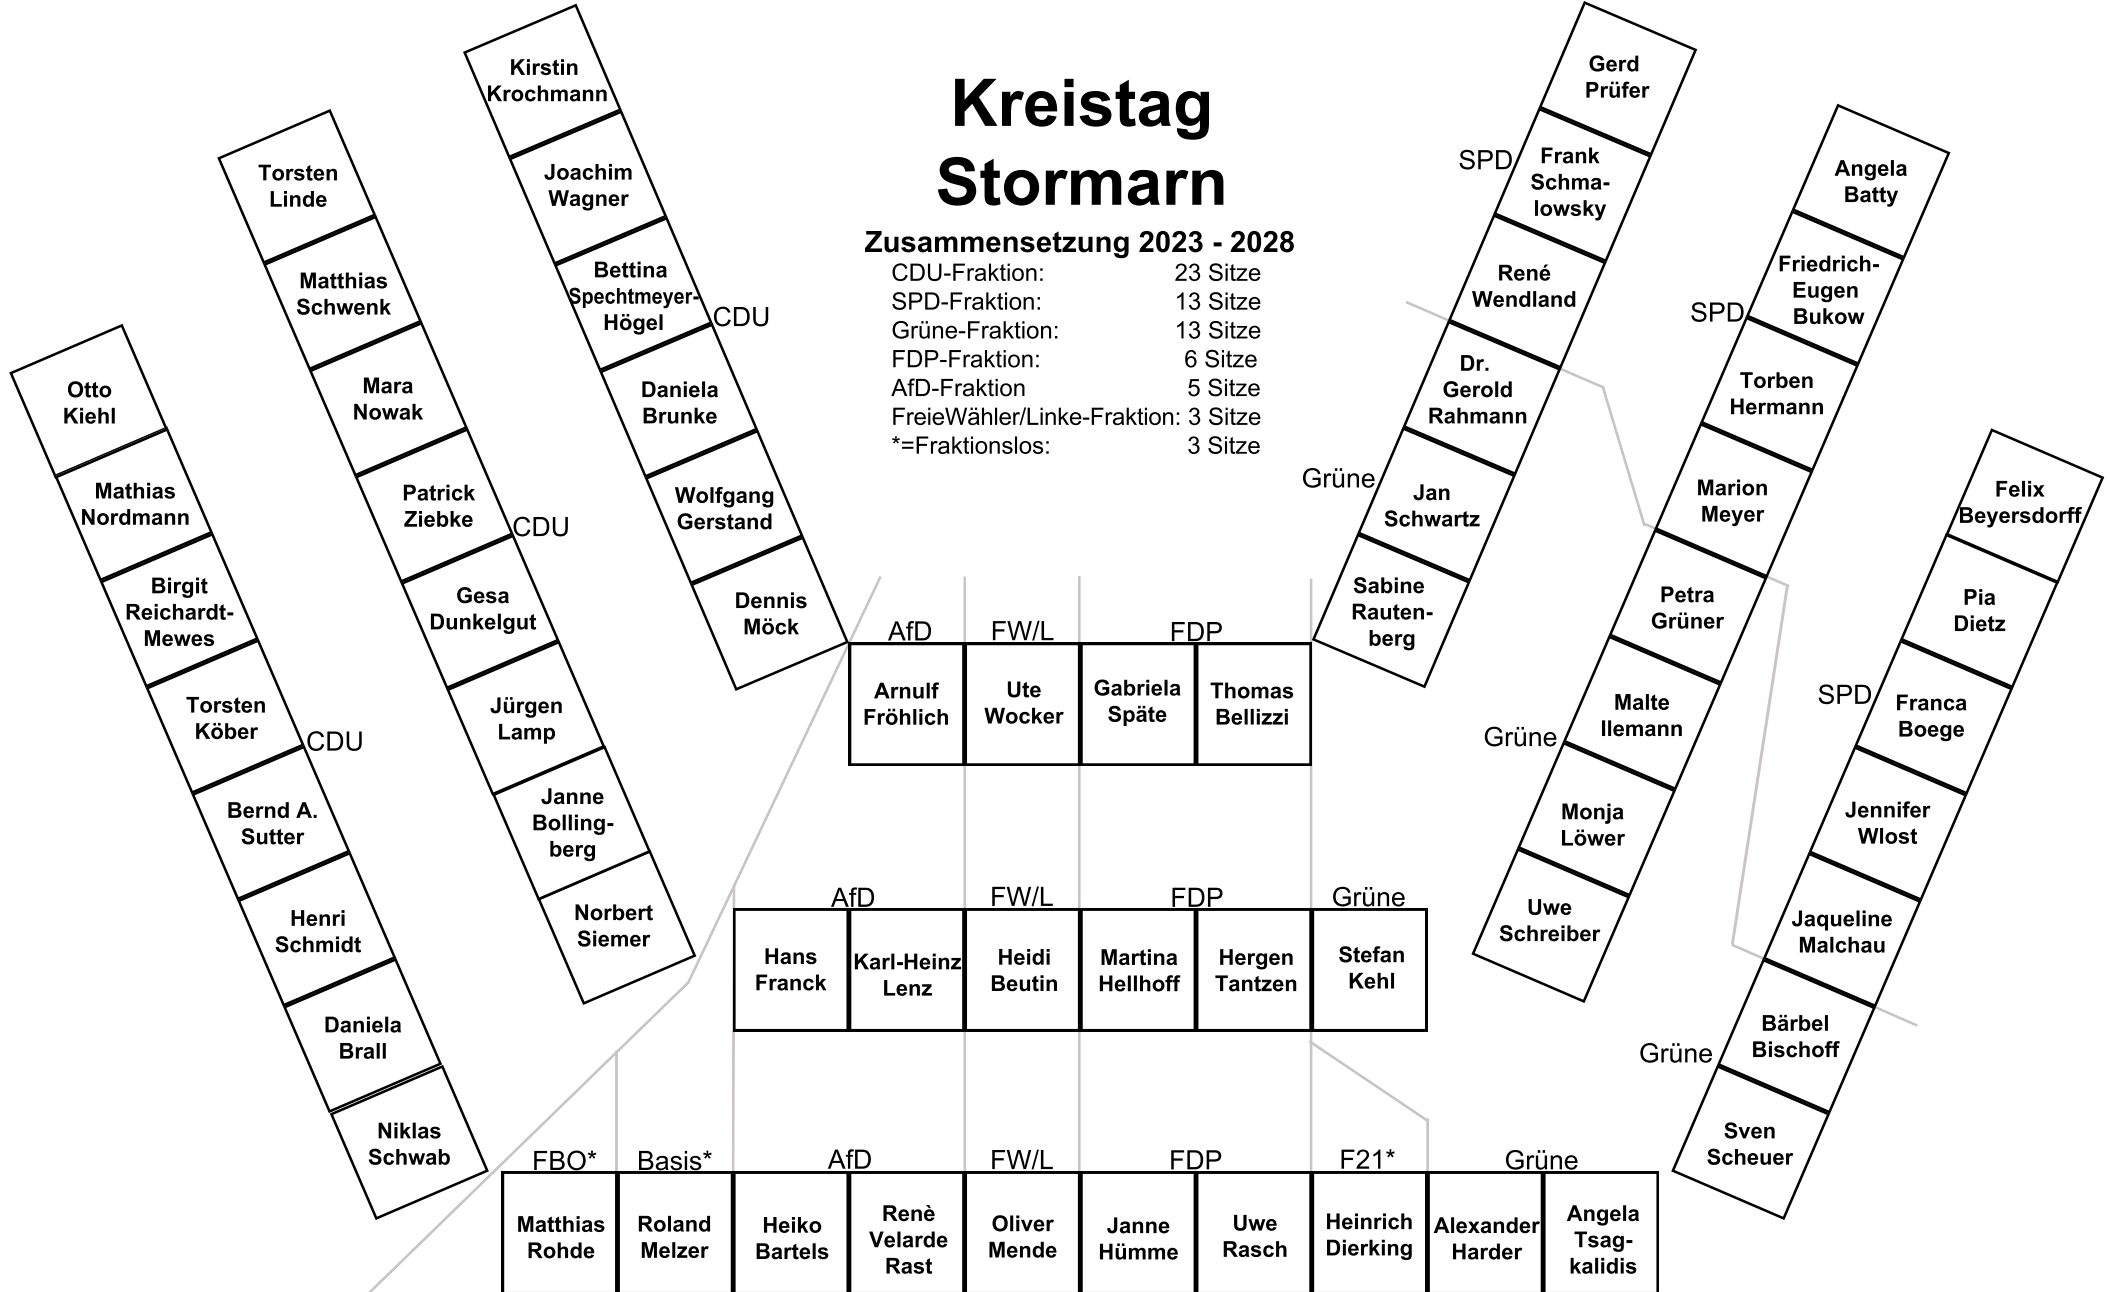 Kreistag
Stormarn
Zusammensetzung 2023 - 2028
CDU-Fraktion: 23 Sitze
SPD-Fraktion: 13 Sitze
Grüne-Fraktion: 13 Sitze
FDP-Fraktion: 6 Sitze
AfD-Fraktion 5 Sitze
FreieWähler/Linke-Fraktion: 3 Sitze
*=Fraktionslos: 3 Sitze
Otto
Kiehl
Mathias
Nordmann
Birgit
Reichardt-
Mewes
Torsten
Köber
CDU
Bernd A.
Sutter
Henri
Schmidt
Daniela
Brall
Niklas
Schwab
Torsten
Linde
Matthias
Schwenk
Mara
Nowak
Patrick
Ziebke
CDU
Gesa
Dunkelgut
Jürgen
Lamp
Janne
Bolling-
berg
Norbert
Siemer
Kirstin
Krochmann
Joachim
Wagner
Bettina
Spechtmeyer-
Högel
CDU
Daniela
Brunke
Wolfgang
Gerstand
Dennis
Möck
AfD
FW/L
FDP
Arnulf
Fröhlich
Ute
Wocker
Gabriela
Späte
Thomas
Bellizzi
AfD
FW/L
FDP
Grüne
Hans
Franck
Karl-Heinz
Lenz
Heidi
Beutin
Martina
Hellhoff
Hergen
Tantzen
Stefan
Kehl
FBO*
Basis*
AfD
FW/L
FDP
F21*
Grüne
Matthias
Rohde
Roland
Melzer
Heiko
Bartels
Renè
Velarde
Rast
Oliver
Mende
Janne
Hümme
Uwe
Rasch
Heinrich
Dierking
Alexander
Harder
Angela
Tsag-
kalidis
Gerd
Prüfer
SPD
Frank
Schma-
lowsky
René
Wendland
Dr.
Gerold
Rahmann
Grüne
Jan
Schwartz
Sabine
Rauten-
berg
Angela
Batty
Friedrich-
Eugen
Bukow
SPD
Torben
Hermann
Marion
Meyer
Petra
Grüner
Malte
Ilemann
Grüne
Monja
Löwer
Uwe
Schreiber
Felix
Beyersdorff
Pia
Dietz
SPD
Franca
Boege
Jennifer
Wlost
Jaqueline
Malchau
Bärbel
Bischoff
Grüne
Sven
Scheuer